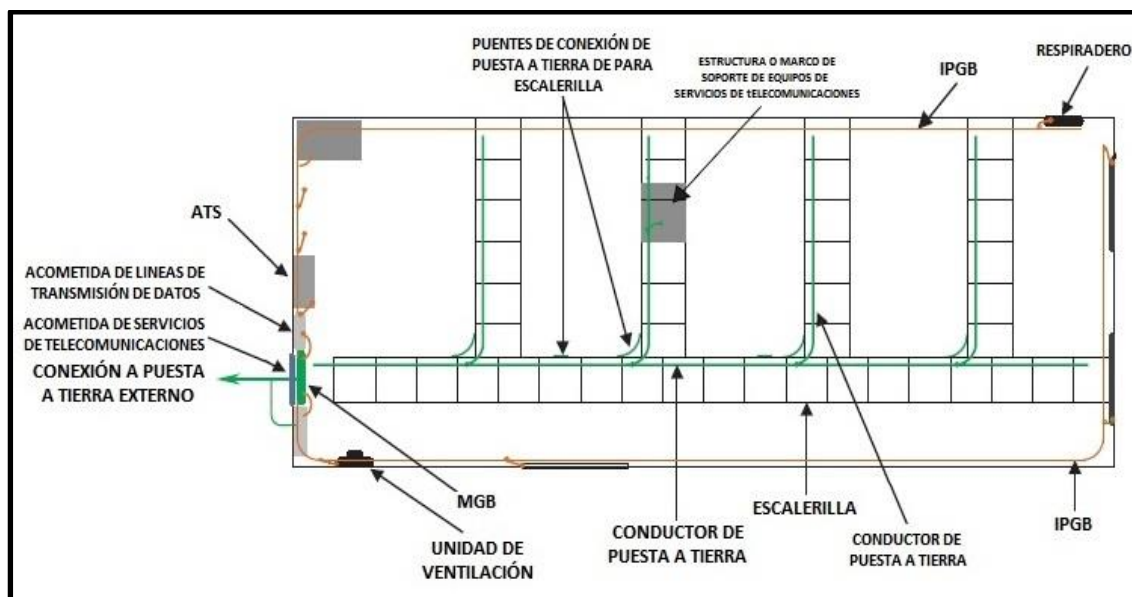 PUENTES DE CONEXIÓN DE
PUESTA A TIERRA DE PARA
ESCALERILLA
ESTRUCTURA O MARCO DE
SOPORTE DE EQUIPOS DE
SERVICIOS DE tELECOMUNICACIONES
IPGB
RESPIRADERO
ATS
ACOMETIDA DE LINEAS DE
TRANSMISIÓN DE DATOS
ACOMETIDA DE SERVICIOS
DE TELECOMUNICACIONES
CONEXIÓN A PUESTA
A TIERRA EXTERNO
MGB
UNIDAD DE
VENTILACIÓN
CONDUCTOR DE
PUESTA A TIERRA
ESCALERILLA
CONDUCTOR DE
PUESTA A TIERRA
IPGB